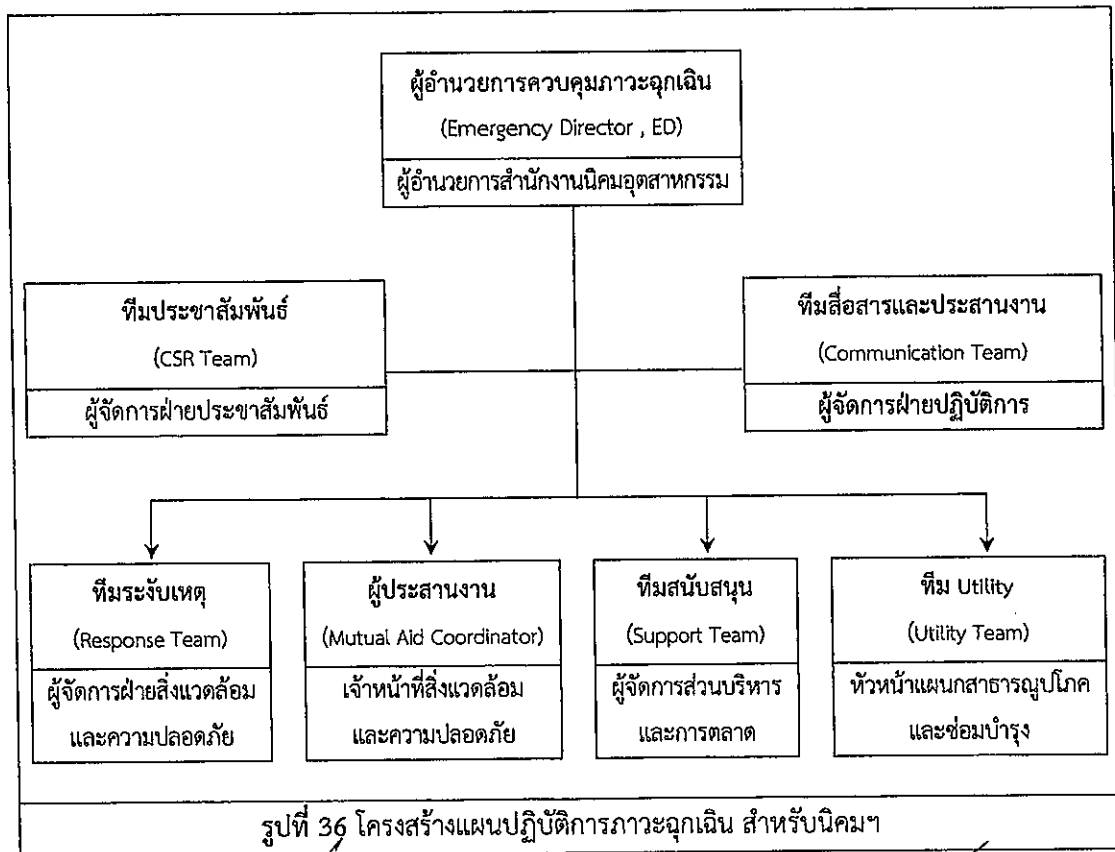 ผู้อำนวยการควบคุมภาวะฉุกเฉิน
(Emergency Director , ED)
ผู้อำนวยการสำนักงานนิคมอุตสาหกรรม
ทีมประชาสัมพันธ์
(CSR Team)
ผู้จัดการฝ่ายประชาสัมพันธ์
ทีมสื่อสารและประสานงาน
(Communication Team)
ผู้จัดการฝ่ายปฏิบัติการ
ทีมระงับเหตุ
(Response Team)
ผู้จัดการฝ่ายสิ่งแวดล้อม
และความปลอดภัย
ผู้ประสานงาน
(Mutual Aid Coordinator)
เจ้าหน้าที่สิ่งแวดล้อม
และความปลอดภัย
ทีมสนับสนุน
(Support Team)
ผู้จัดการส่วนบริหาร
และการตลาด
ทีม Utility
(Utility Team)
หัวหน้าแผนกสาธารณูปโภค
และซ่อมบำรุง
รูปที่ 36 โครงสร้างแผนปฏิบัติการภาวะฉุกเฉิน สำหรับนิคมฯ